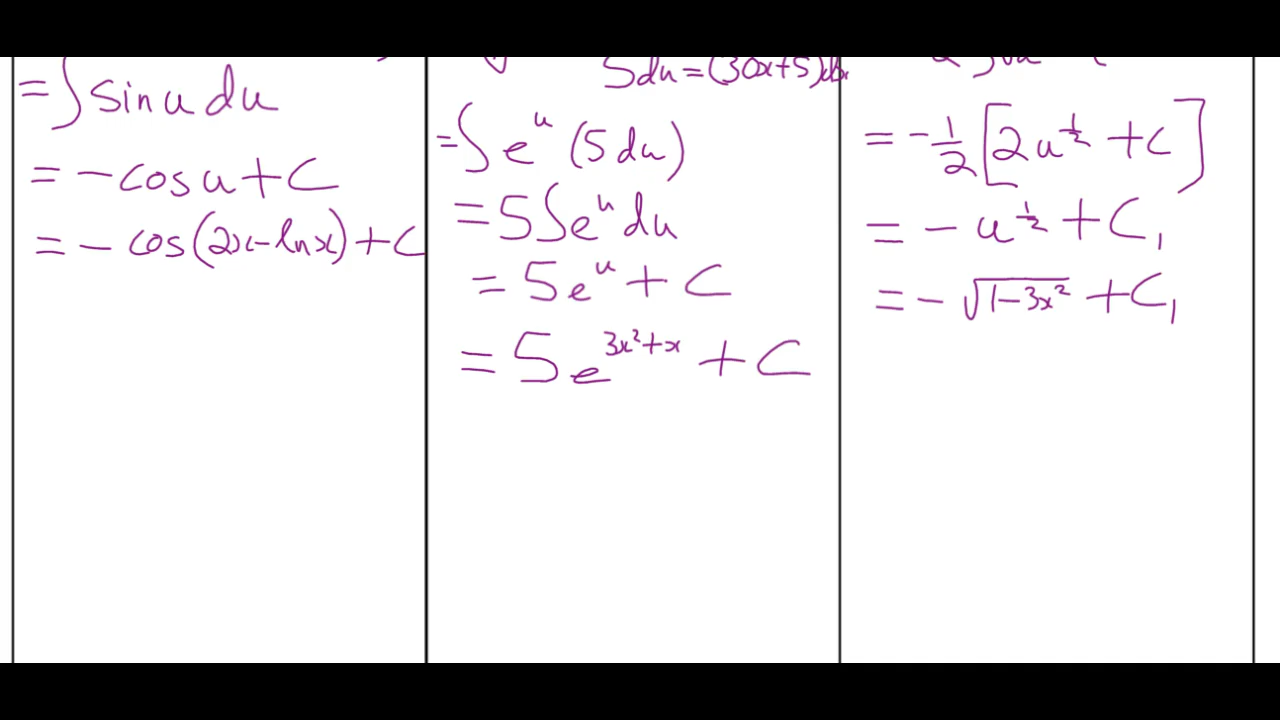 = ∫ sin u du
= -cos u + C
= - cos(2x - ln x) + C
5du = (30x+5)dx
= ∫ e^u (5 du)
= 5 ∫ e^u du
= 5e^u + C
= 5e^{3x²+x} + C
= -1/2 [2u^{1/2} + C]
= - u^{1/2} + C₁
= - √(1-3x²) + C₁